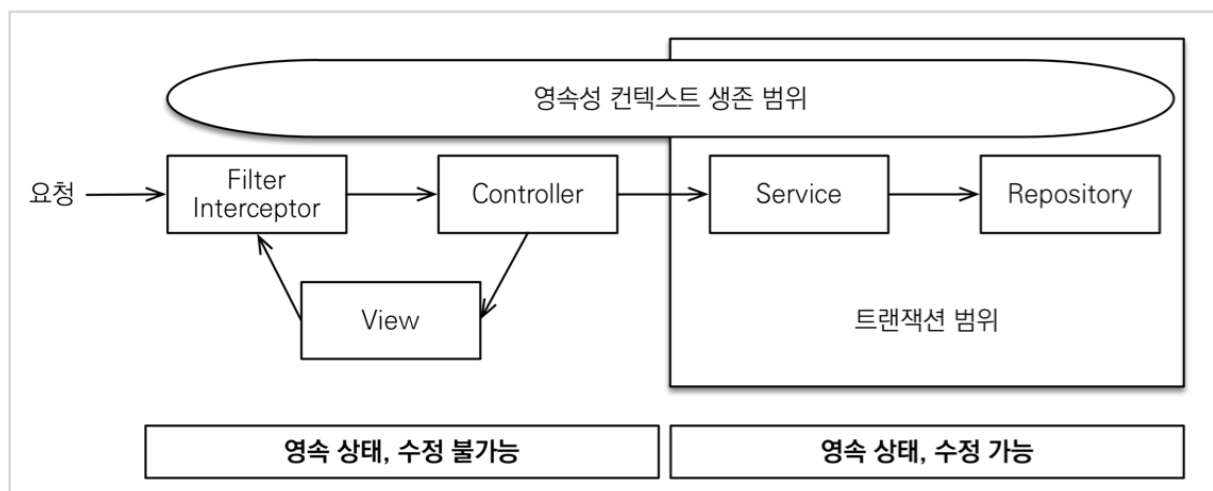 영속성 컨텍스트 생존 범위
요청
Filter
Interceptor
Controller
Service
Repository
View
트랜잭션 범위
영속 상태, 수정 불가능
영속 상태, 수정 가능